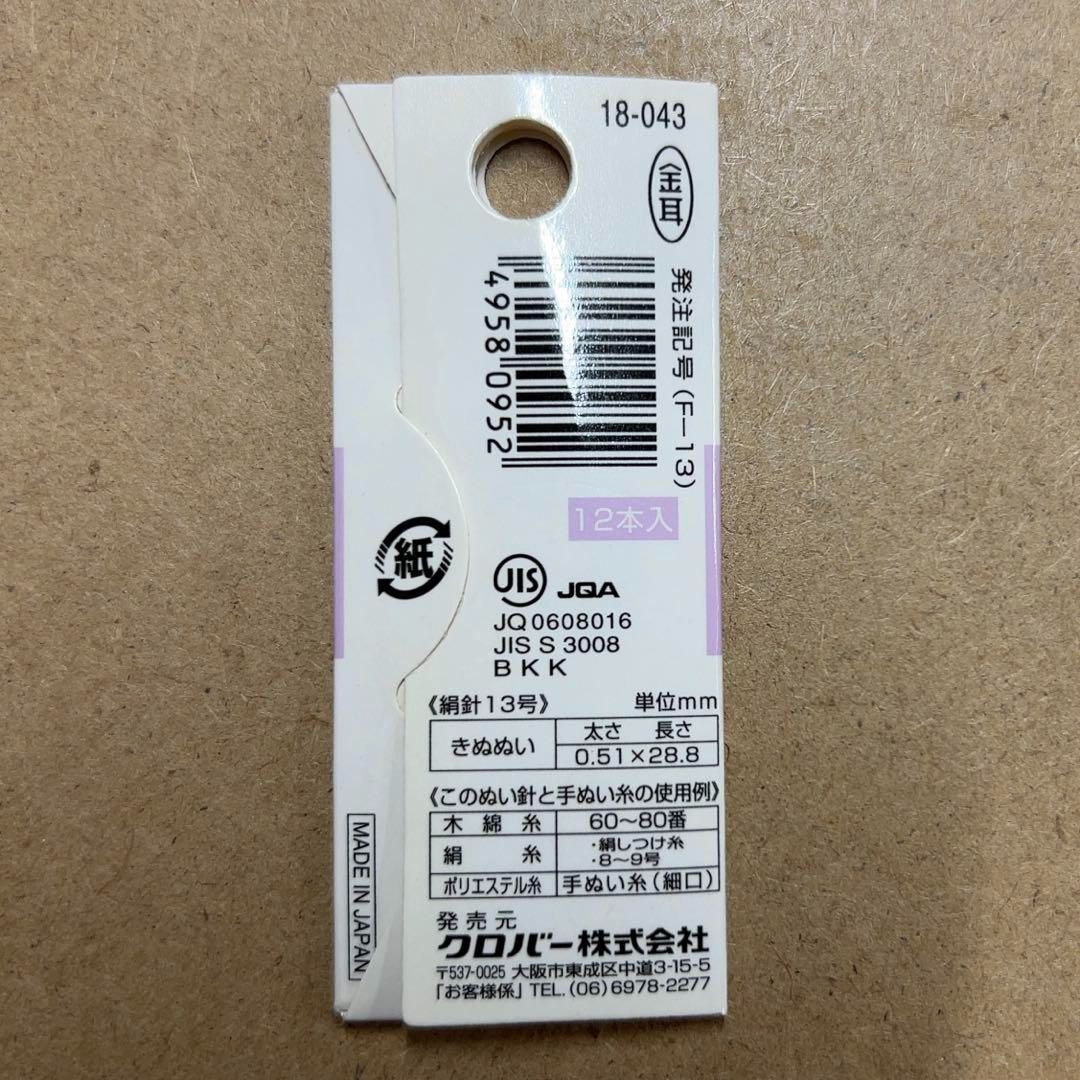 18-043
金耳
発注記号(F-13)
4958 0952
12本入
紙
JIS JQA
JQ0608016
JIS S 3008
BKK
《絹針13号》 単位mm
きぬぬい 太さ 長さ
0.51×28.8
《このぬい針と手ぬい糸の使用例》
木綿糸 60〜80番
絹糸 ・絹しつけ糸
・8〜9号
ポリエステル糸 手ぬい糸(細口)
発売元
クロバー株式会社
〒537-0025 大阪市東成区中道3-15-5
「お客様係」TEL.(06)6978-2277
MADE IN JAPAN